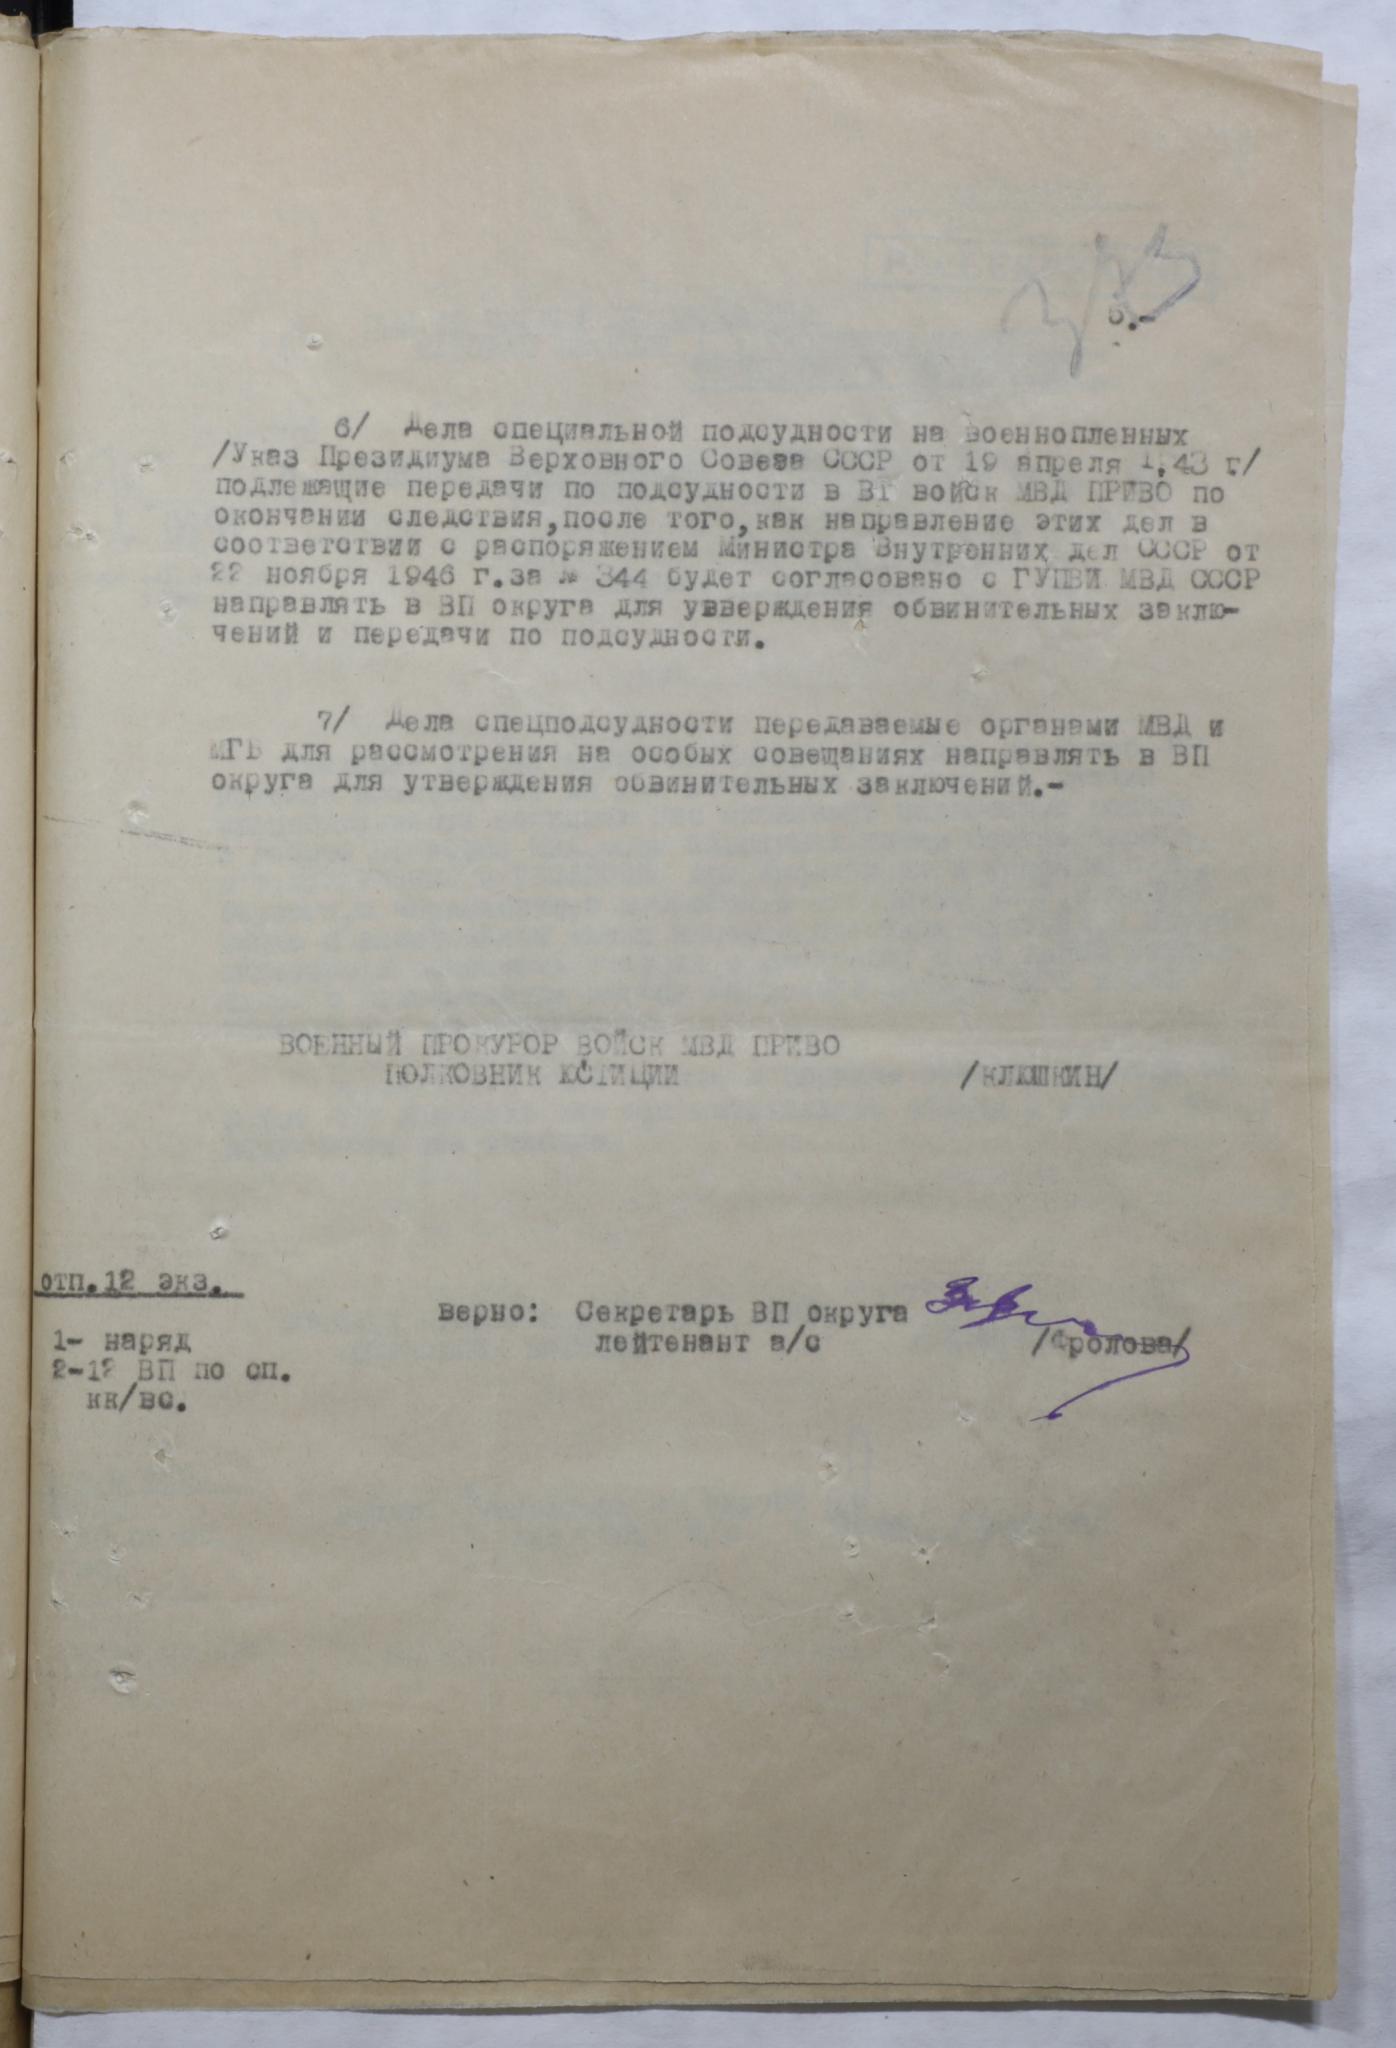 6/ Дела специальной подсудности на военнопленных
/Указ Президиума Верховного Совета СССР от 19 апреля 1943 г/
подлежащие передачи по подсудности в ВТ войск МВД ПРИВО по
окончании следствия,после того,как направление этих дел в
соответствии с распоряжением Министра Внутренних дел СССР от
22 ноября 1946 г.за № 344 будет согласовано с ГУПВИ МВД СССР
направлять в ВП округа для увверждения обвинительных заклю-
чений и передачи по подсудности.
7/ Дела спецподсудности передаваемые органами МВД и
МГБ для рассмотрения на особых совещаниях направлять в ВП
округа для утверждения обвинительных заключений.-
ВОЕННЫЙ ПРОКУРОР ВОЙСК МВД ПРИВО
ПОЛКОВНИК ЮСТИЦИИ /КЛЮШКИН/
отп.12 экз.
1- наряд
2-12 ВП по сп.
кк/вс.
верно: Секретарь ВП округа
лейтенант а/с /Фролова/